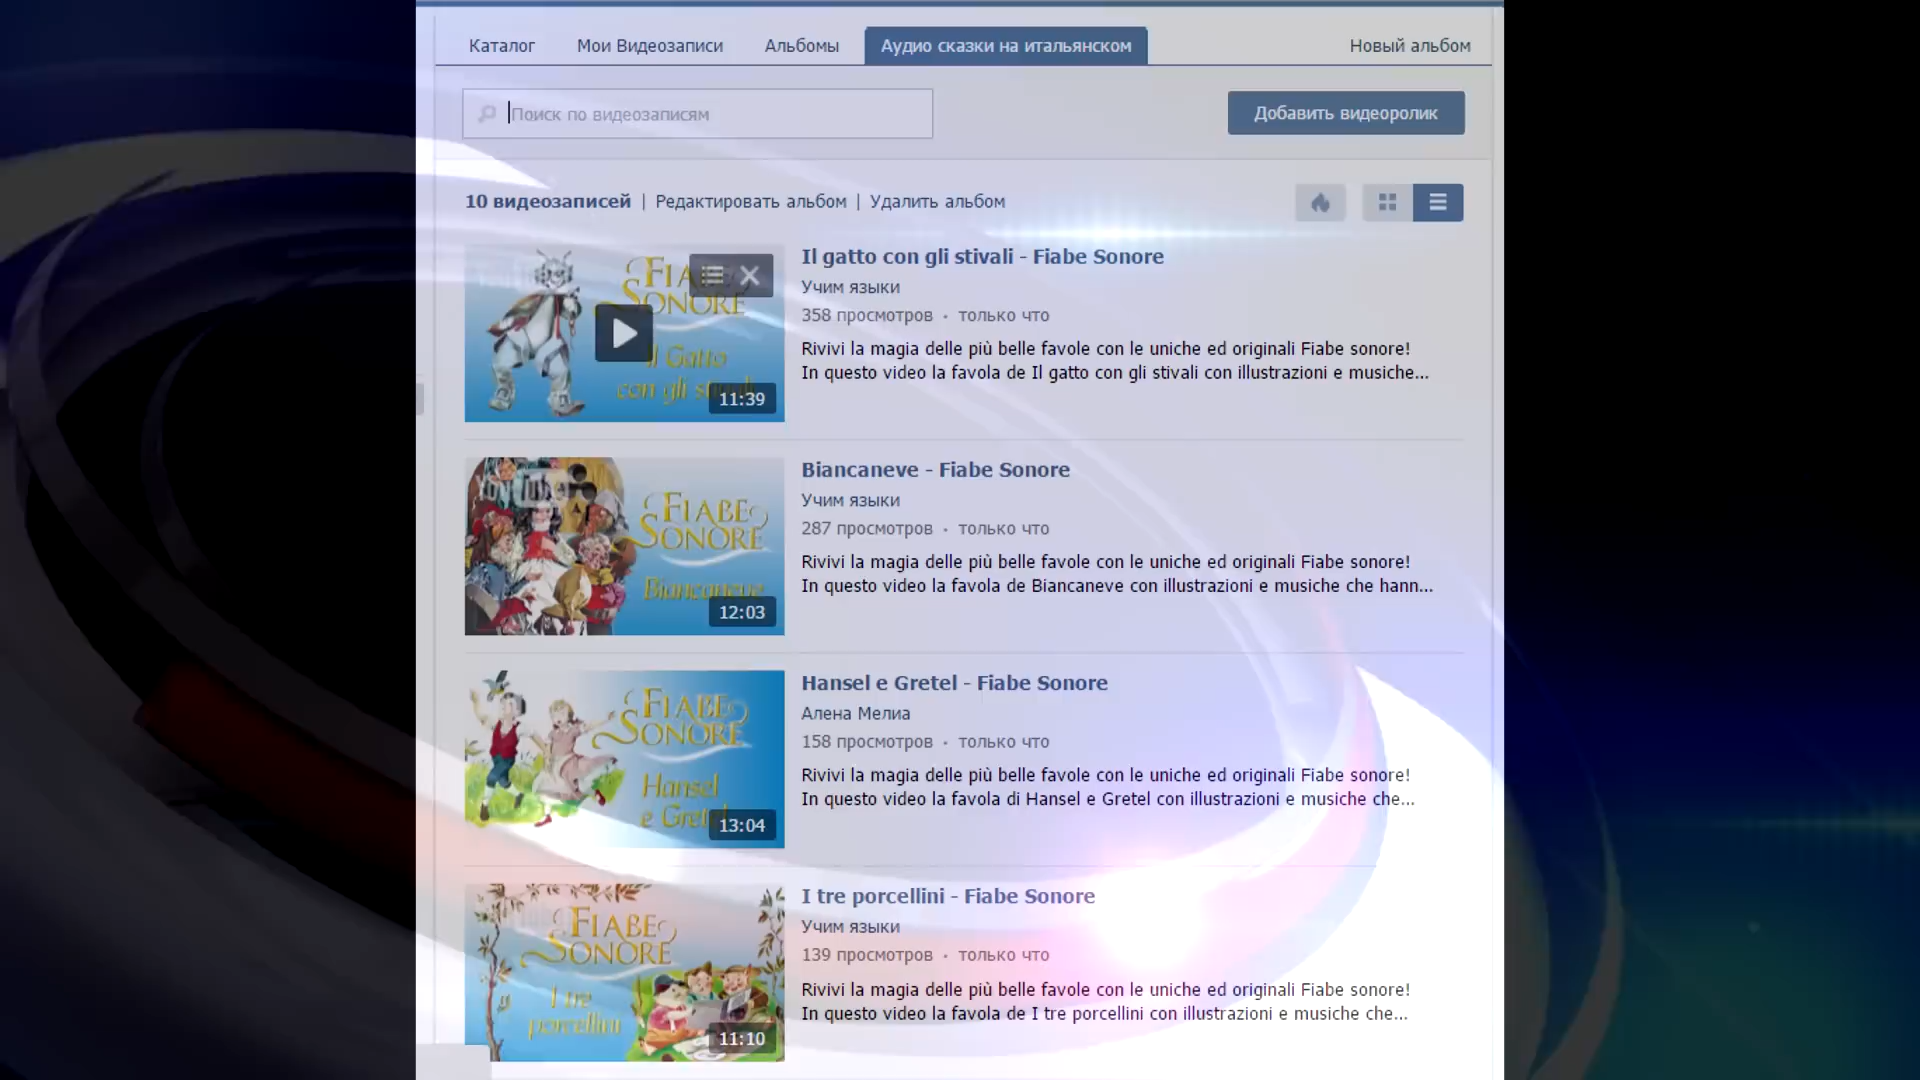 Каталог
Мои Видеозаписи
Альбомы
Аудио сказки на итальянском
Новый альбом
Поиск по видеозаписям
Добавить видеоролик
10 видеозаписей | Редактировать альбом | Удалить альбом
FIABE
SONORE
Il Gatto
con gli stivali
11:39
Il gatto con gli stivali - Fiabe Sonore
Учим языки
358 просмотров · только что
Rivivi la magia delle più belle favole con le uniche ed originali Fiabe sonore!
In questo video la favola de Il gatto con gli stivali con illustrazioni e musiche...
FIABE
SONORE
Biancaneve
12:03
Biancaneve - Fiabe Sonore
Учим языки
287 просмотров · только что
Rivivi la magia delle più belle favole con le uniche ed originali Fiabe sonore!
In questo video la favola de Biancaneve con illustrazioni e musiche che hann...
FIABE
SONORE
Hansel
e Gretel
13:04
Hansel e Gretel - Fiabe Sonore
Алена Мелиа
158 просмотров · только что
Rivivi la magia delle più belle favole con le uniche ed originali Fiabe sonore!
In questo video la favola di Hansel e Gretel con illustrazioni e musiche che...
FIABE
SONORE
I tre
porcellini
11:10
I tre porcellini - Fiabe Sonore
Учим языки
139 просмотров · только что
Rivivi la magia delle più belle favole con le uniche ed originali Fiabe sonore!
In questo video la favola de I tre porcellini con illustrazioni e musiche che...